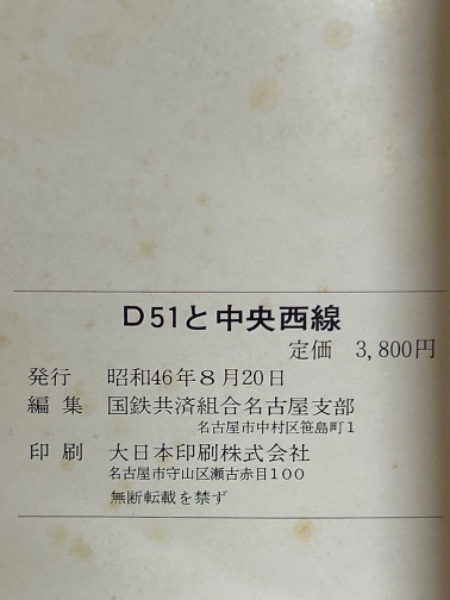 D51と中央西線
定価 3,800円
発行 昭和46年8月20日
編集 国鉄共済組合名古屋支部
名古屋市中村区笹島町1
印刷 大日本印刷株式会社
名古屋市守山区瀬古赤目100
無断転載を禁ず